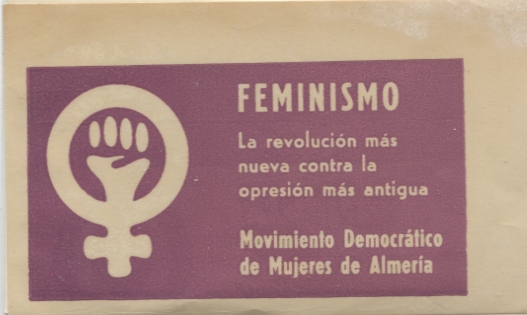 FEMINISMO
La revolución más
nueva contra la
opresión más antigua
Movimiento Democrático
de Mujeres de Almería